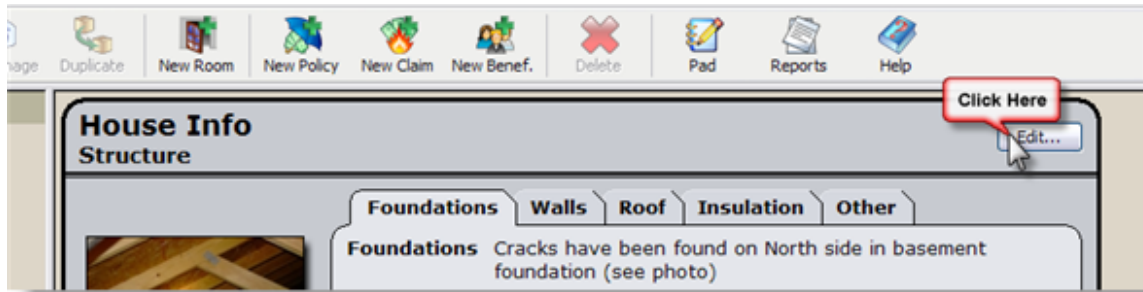 nage Duplicate New Room New Policy New Claim New Benef. Delete Pad Reports Help
Click Here
House Info
Edit...
Structure
Foundations Walls Roof Insulation Other
Foundations Cracks have been found on North side in basement
foundation (see photo)